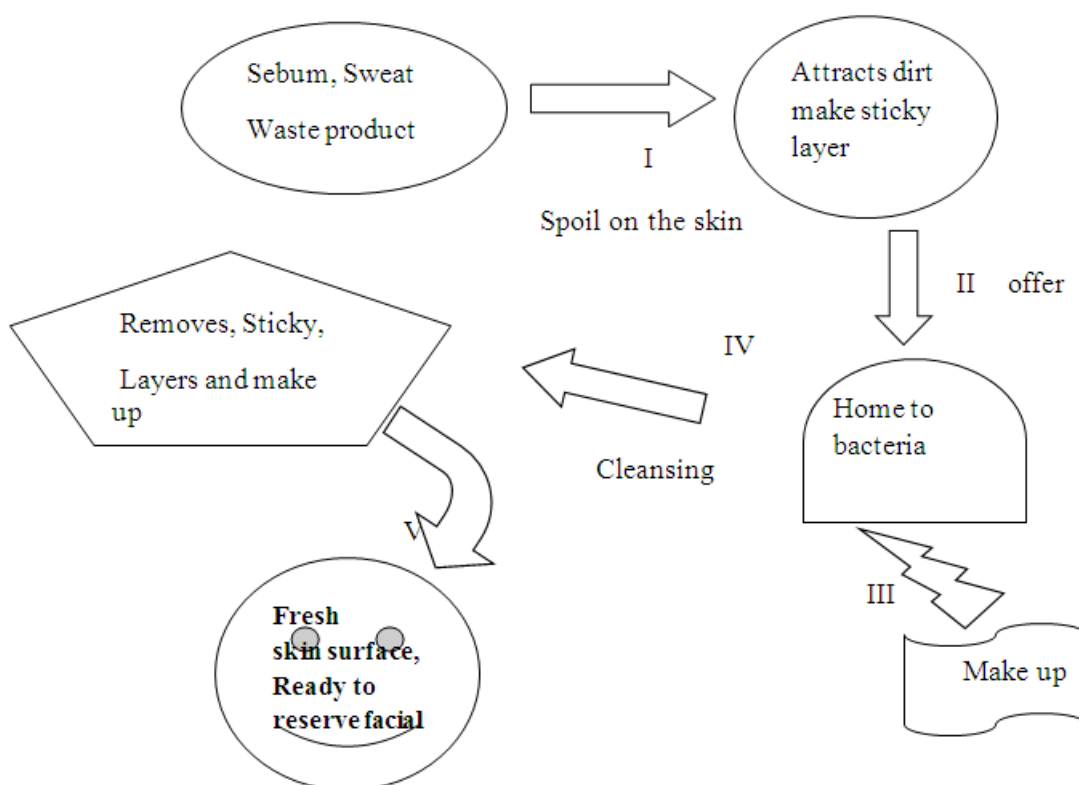 Sebum, Sweat
Waste product
I
Spoil on the skin
Attracts dirt
make sticky
layer
II offer
Home to
bacteria
III
Make up
IV
Cleansing
Removes, Sticky,
Layers and make
up
V
Fresh
skin surface,
Ready to
reserve facial